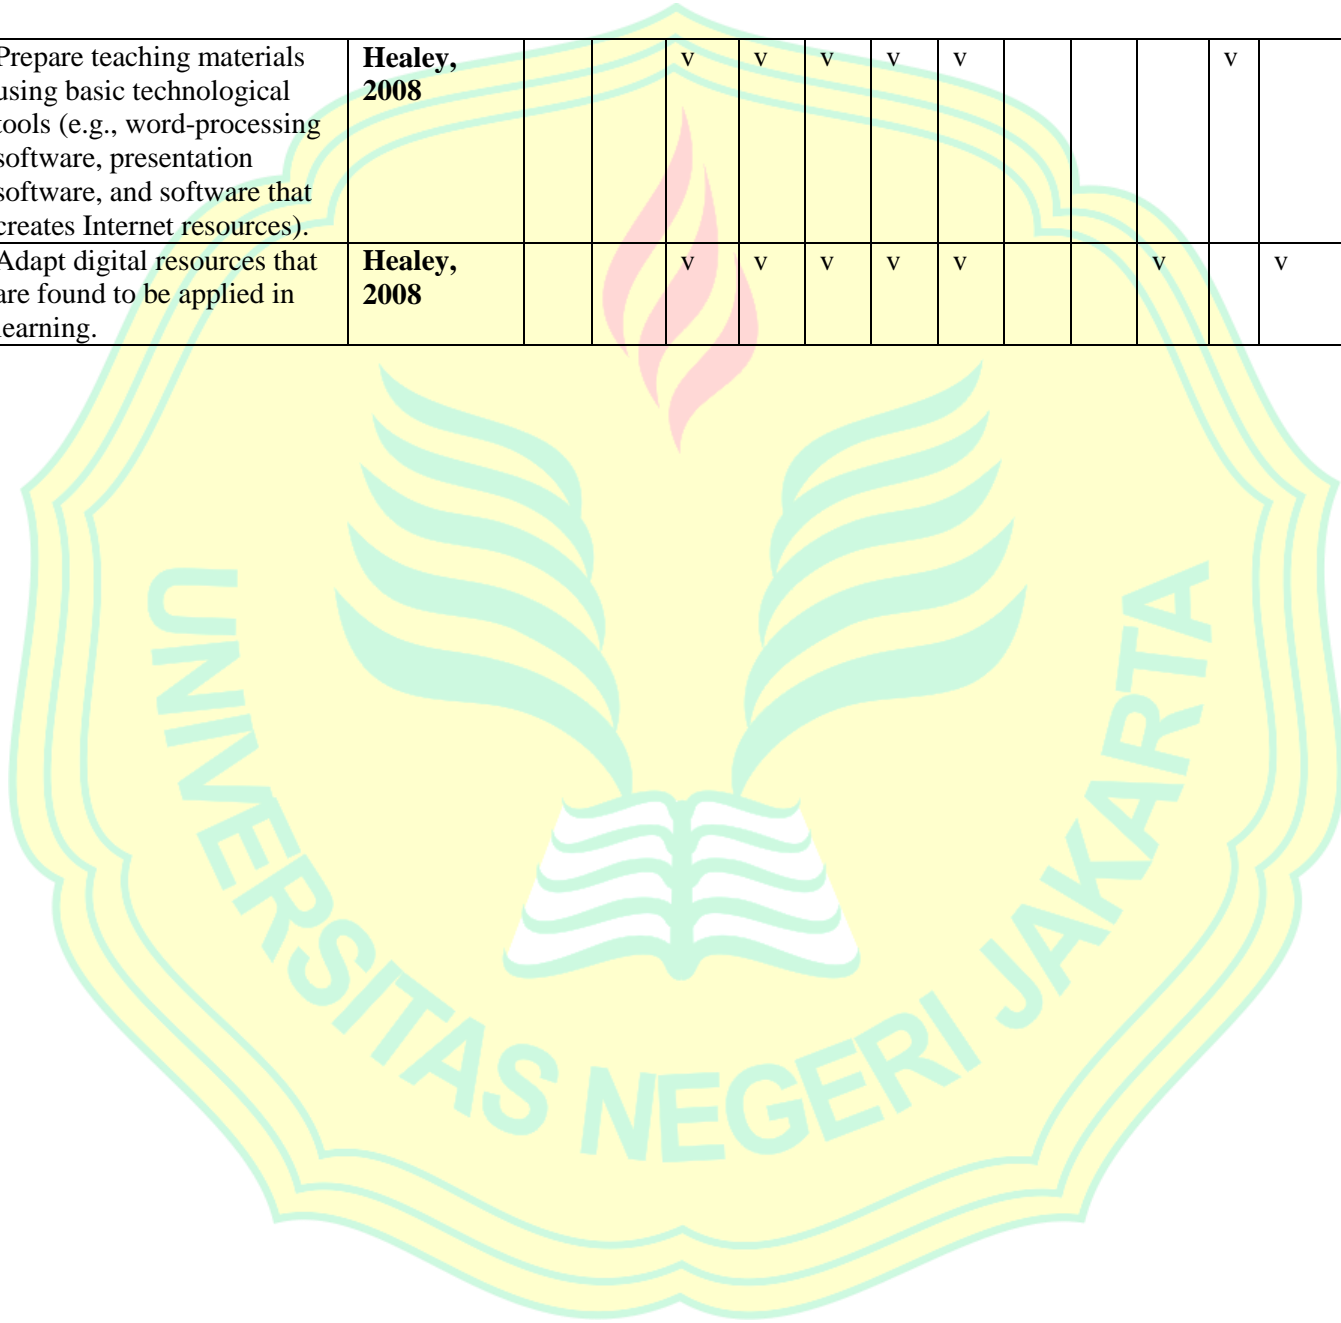 Prepare teaching materials
using basic technological
tools (e.g., word-processing
software, presentation
software, and software that
creates Internet resources).
Healey,
2008
v v v v v v
Adapt digital resources that
are found to be applied in
learning.
Healey,
2008
v v v v v v v
UNIVERSITAS NEGERI JAKARTA